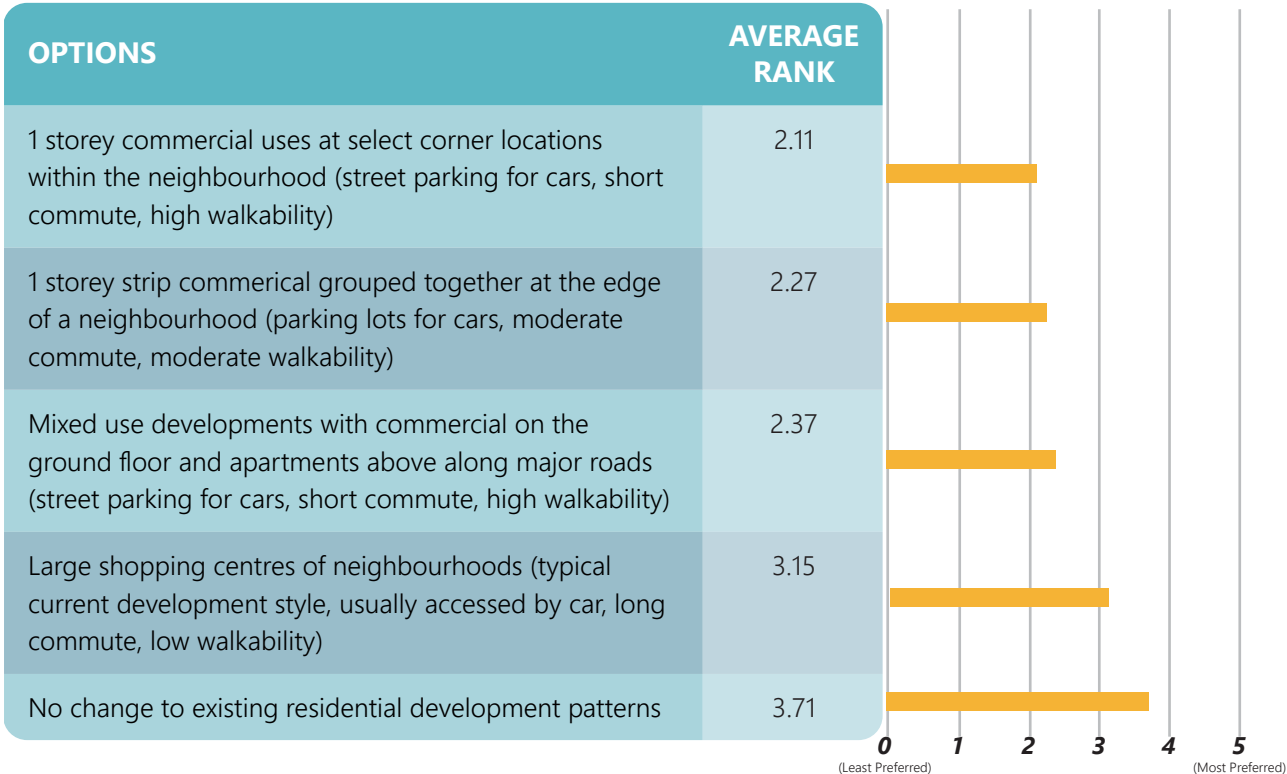 OPTIONS
AVERAGE
RANK
1 storey commercial uses at select corner locations
within the neighbourhood (street parking for cars, short
commute, high walkability)
2.11
1 storey strip commerical grouped together at the edge
of a neighbourhood (parking lots for cars, moderate
commute, moderate walkability)
2.27
Mixed use developments with commercial on the
ground floor and apartments above along major roads
(street parking for cars, short commute, high walkability)
2.37
Large shopping centres of neighbourhoods (typical
current development style, usually accessed by car, long
commute, low walkability)
3.15
No change to existing residential development patterns
3.71
0 1 2 3 4 5
(Least Preferred) (Most Preferred)